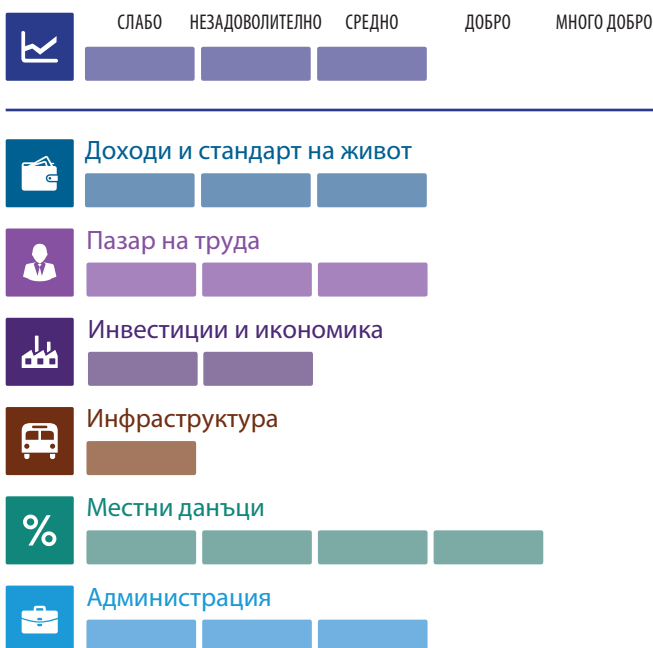 СЛАБО НЕЗАДОВОЛИТЕЛНО СРЕДНО ДОБРО МНОГО ДОБРО
Доходи и стандарт на живот
Пазар на труда
Инвестиции и икономика
Инфраструктура
Местни данъци
%
Администрация